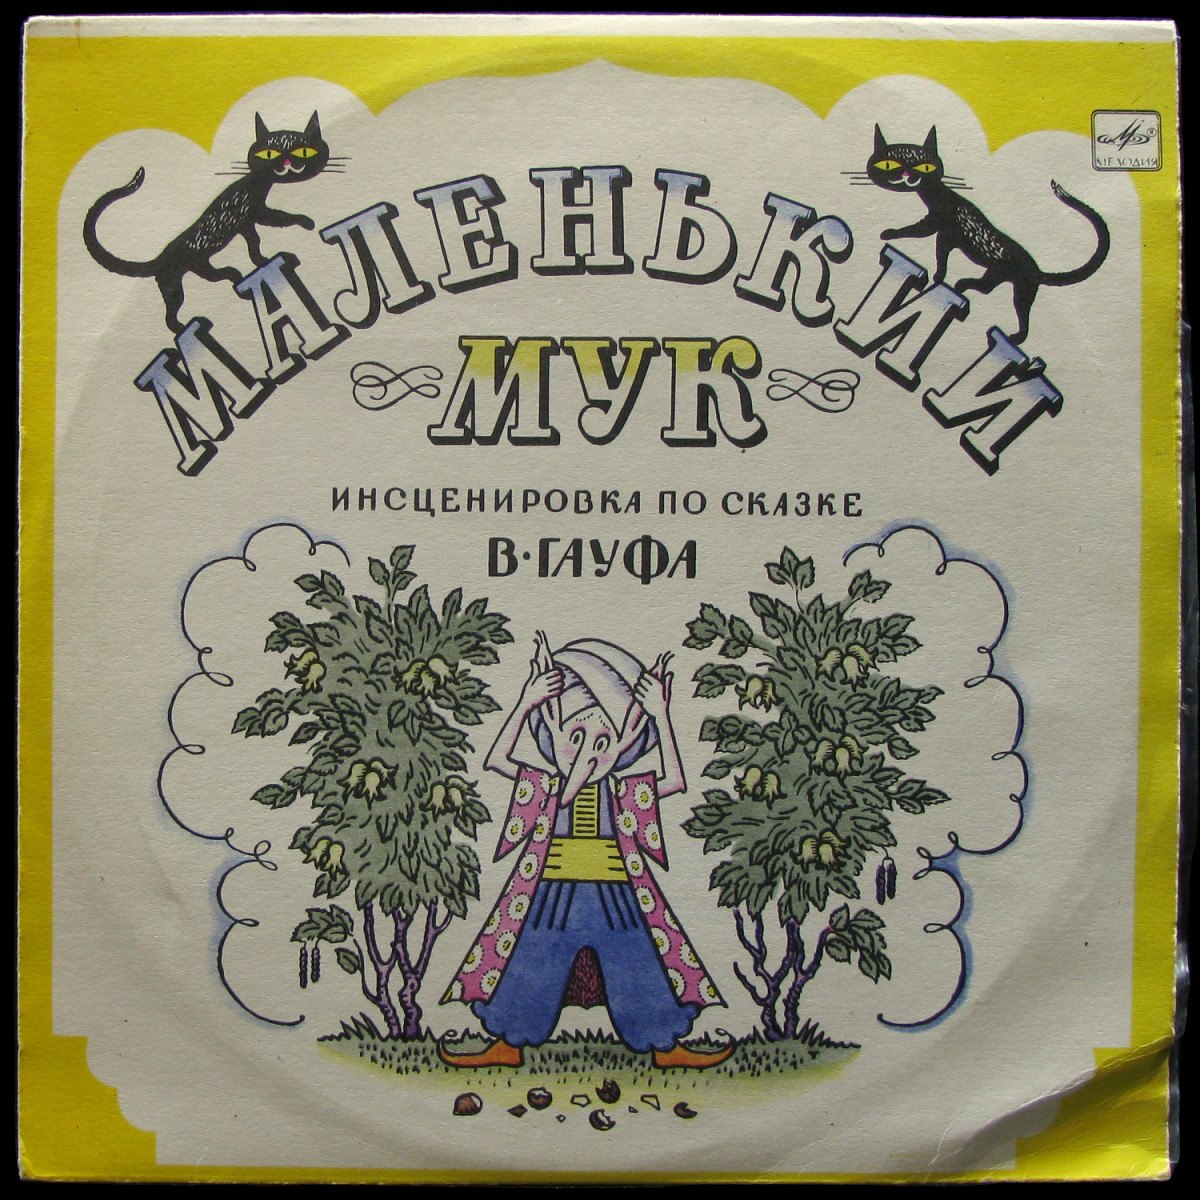 МАЛЕНЬКИЙ
МУК
ИНСЦЕНИРОВКА ПО СКАЗКЕ
В·ГАУФА
МЕЛОДИЯ